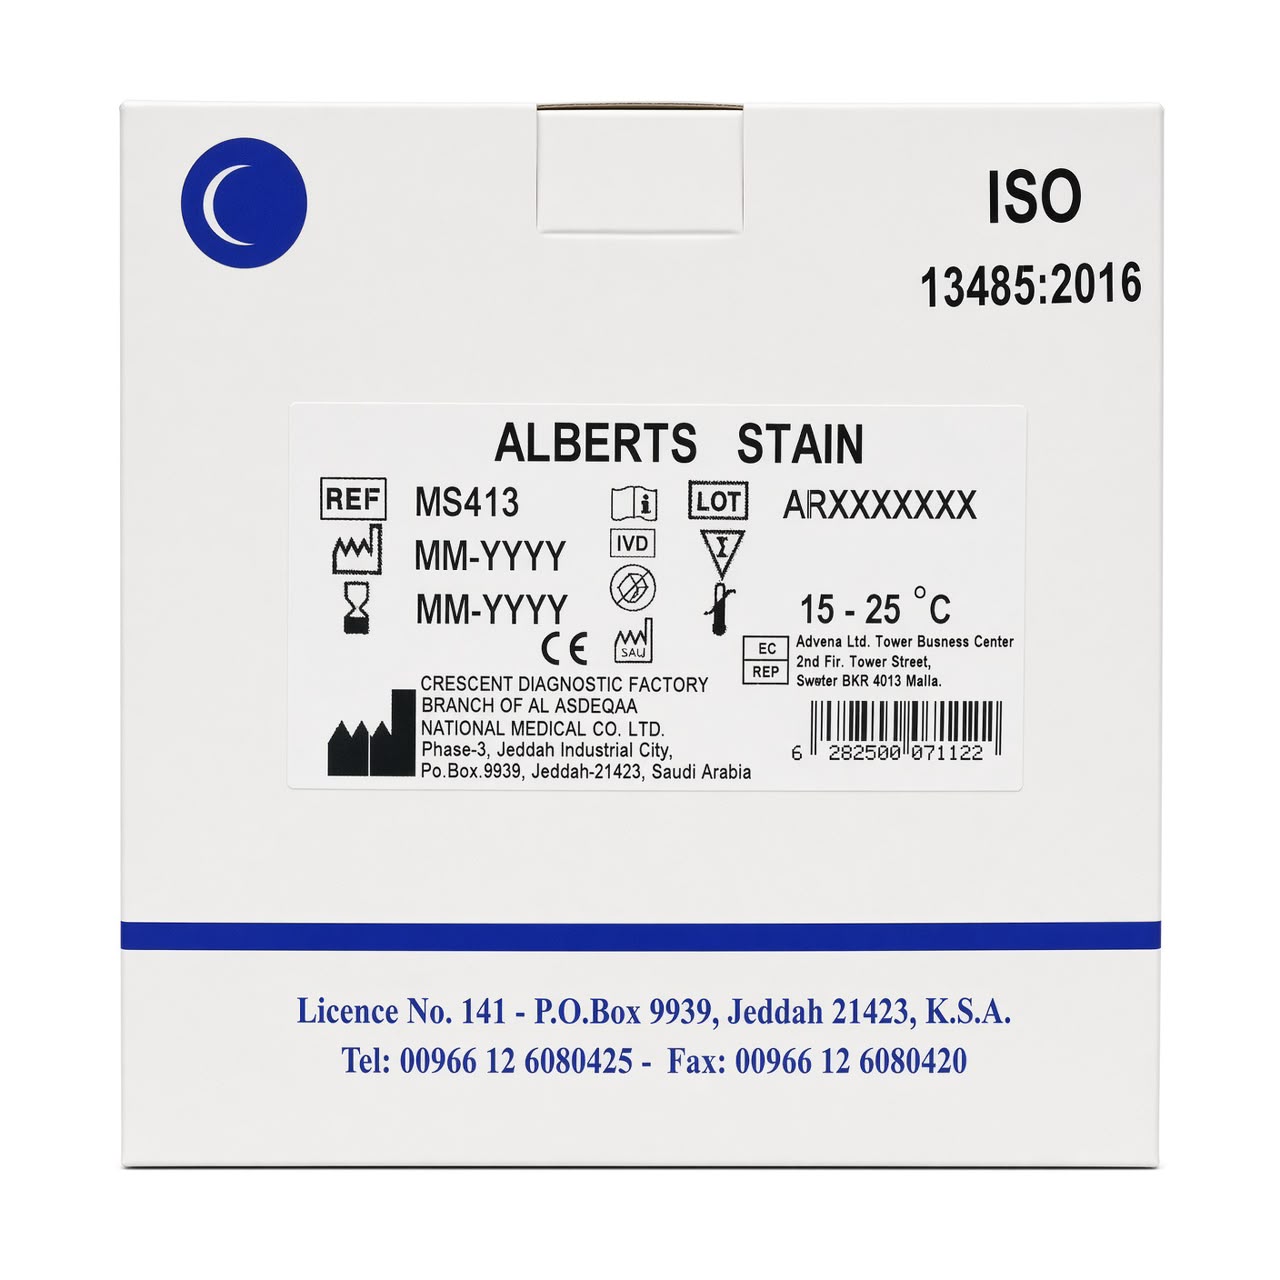 ISO
13485:2016
ALBERTS STAIN
REF MS413 LOT ARXXXXXXX
MM-YYYY IVD Σ
MM-YYYY 15 - 25 °C
CE SAU
EC REP
Advena Ltd. Tower Busness Center
2nd Fir. Tower Street,
Sweter BKR 4013 Malla.
CRESCENT DIAGNOSTIC FACTORY
BRANCH OF AL ASDEQAA
NATIONAL MEDICAL CO. LTD.
Phase-3, Jeddah Industrial City,
Po.Box.9939, Jeddah-21423, Saudi Arabia
6 282500 071122
Licence No. 141 - P.O.Box 9939, Jeddah 21423, K.S.A.
Tel: 00966 12 6080425 - Fax: 00966 12 6080420